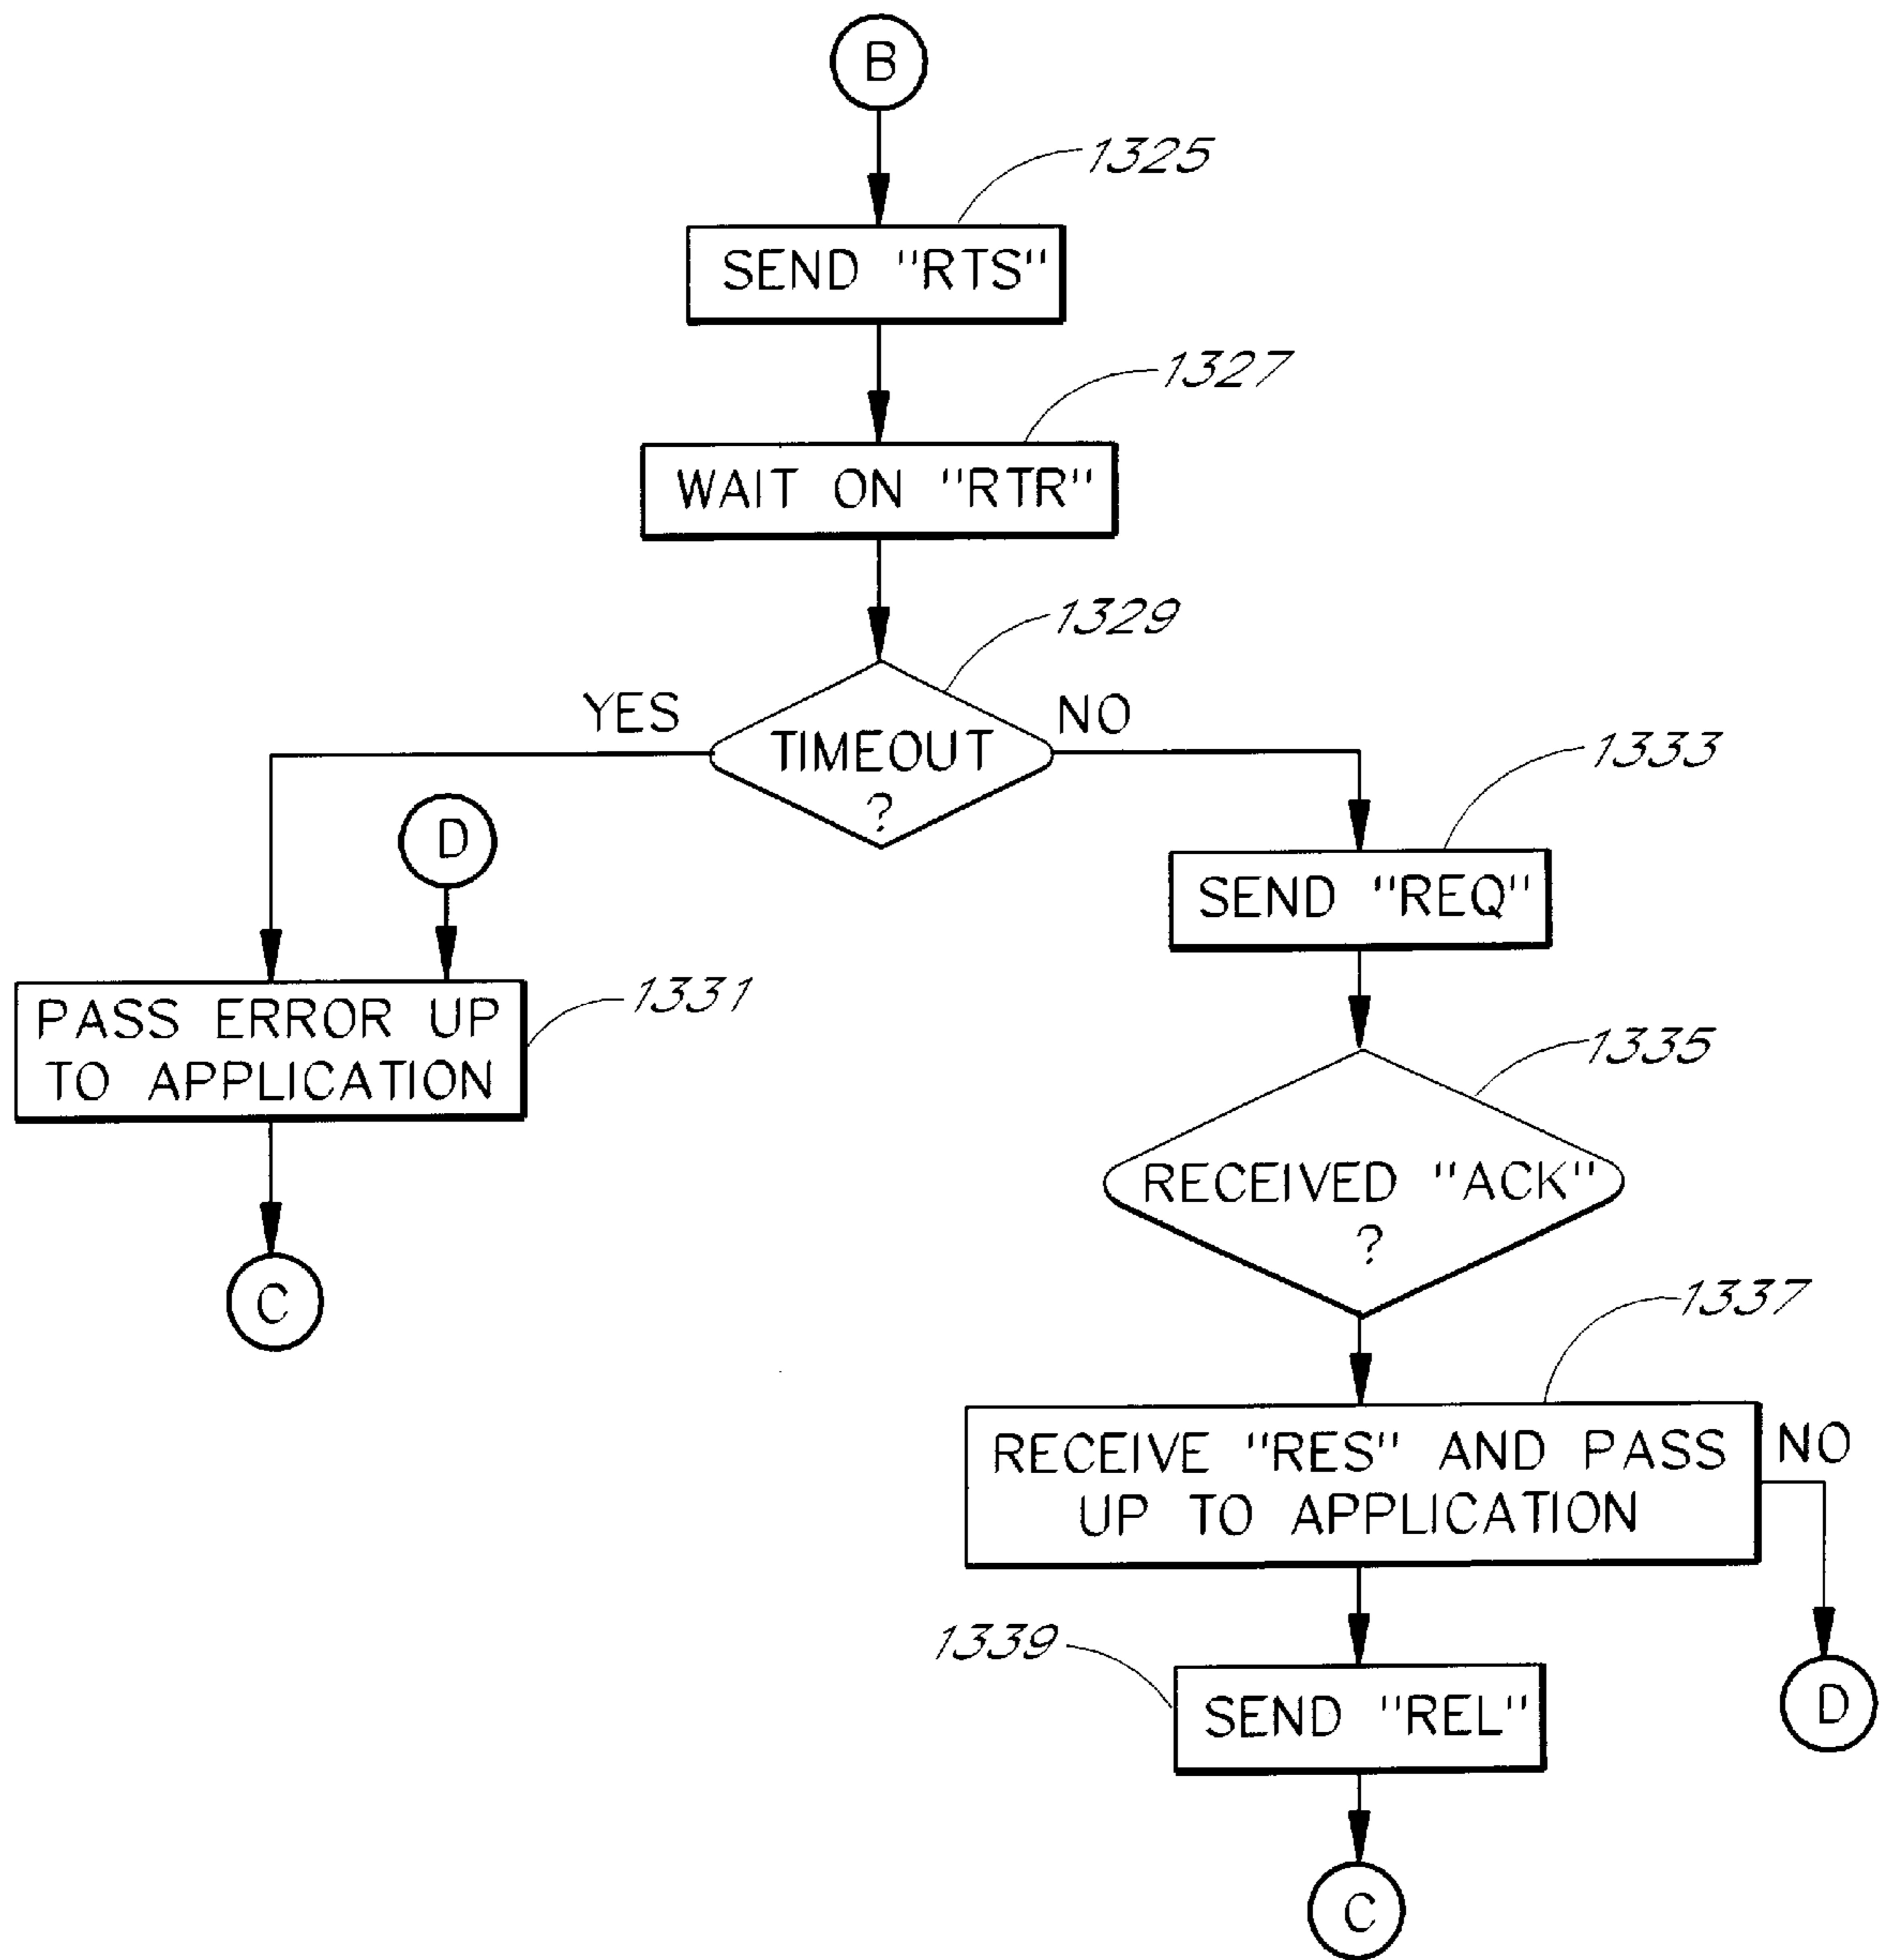 B
1325
SEND "RTS"
1327
WAIT ON "RTR"
1329
YES
NO
TIMEOUT
?
1333
D
SEND "REQ"
1331
PASS ERROR UP
TO APPLICATION
1335
RECEIVED "ACK"
?
C
1337
RECEIVE "RES" AND PASS
UP TO APPLICATION
NO
1339
SEND "REL"
D
C